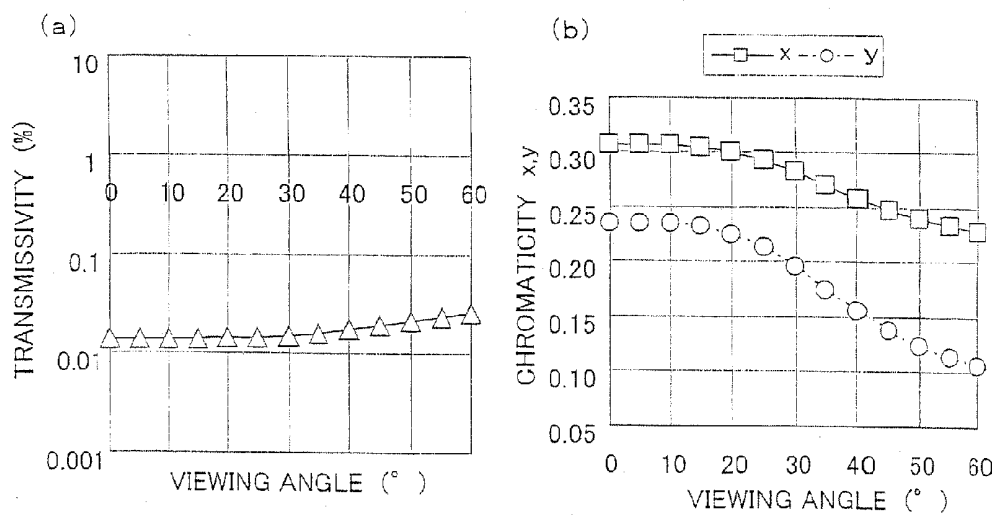 (a)
10
1
0 10 20 30 40 50 60
0.1
0.01
0.001
TRANSMISSIVITY (%)
VIEWING ANGLE (°)
(b)
x y
0.35
0.30
0.25
0.20
0.15
0.10
0.05
CHROMATICITY x,y
0 10 20 30 40 50 60
VIEWING ANGLE (°)